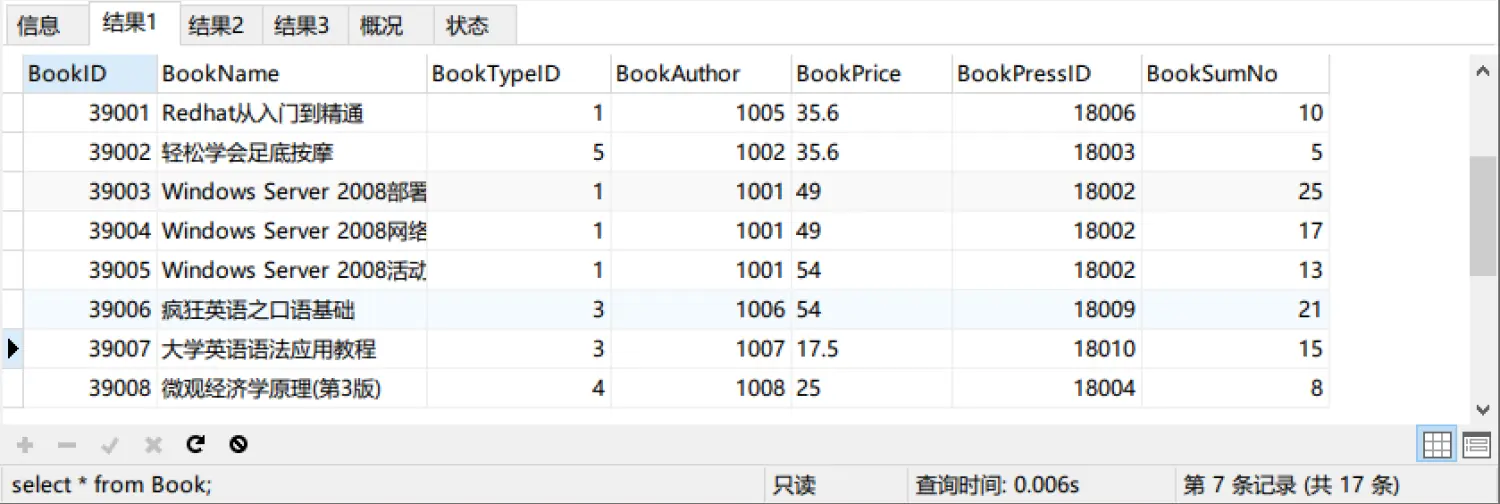 信息 结果1 结果2 结果3 概况 状态
BookID BookName BookTypeID BookAuthor BookPrice BookPressID BookSumNo
39001 Redhat从入门到精通 1 1005 35.6 18006 10
39002 轻松学会足底按摩 5 1002 35.6 18003 5
39003 Windows Server 2008部署 1 1001 49 18002 25
39004 Windows Server 2008网络 1 1001 49 18002 17
39005 Windows Server 2008活动 1 1001 54 18002 13
39006 疯狂英语之口语基础 3 1006 54 18009 21
39007 大学英语语法应用教程 3 1007 17.5 18010 15
39008 微观经济学原理(第3版) 4 1008 25 18004 8
select * from Book; 只读 查询时间: 0.006s 第 7 条记录 (共 17 条)